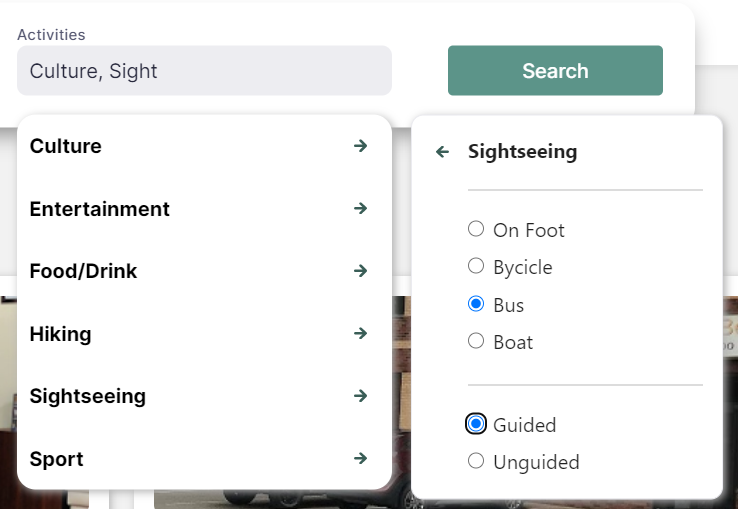 Activities
Culture, Sight
Search
Culture
Entertainment
Food/Drink
Hiking
Sightseeing
Sport
Sightseeing
On Foot
Bycicle
Bus
Boat
Guided
Unguided